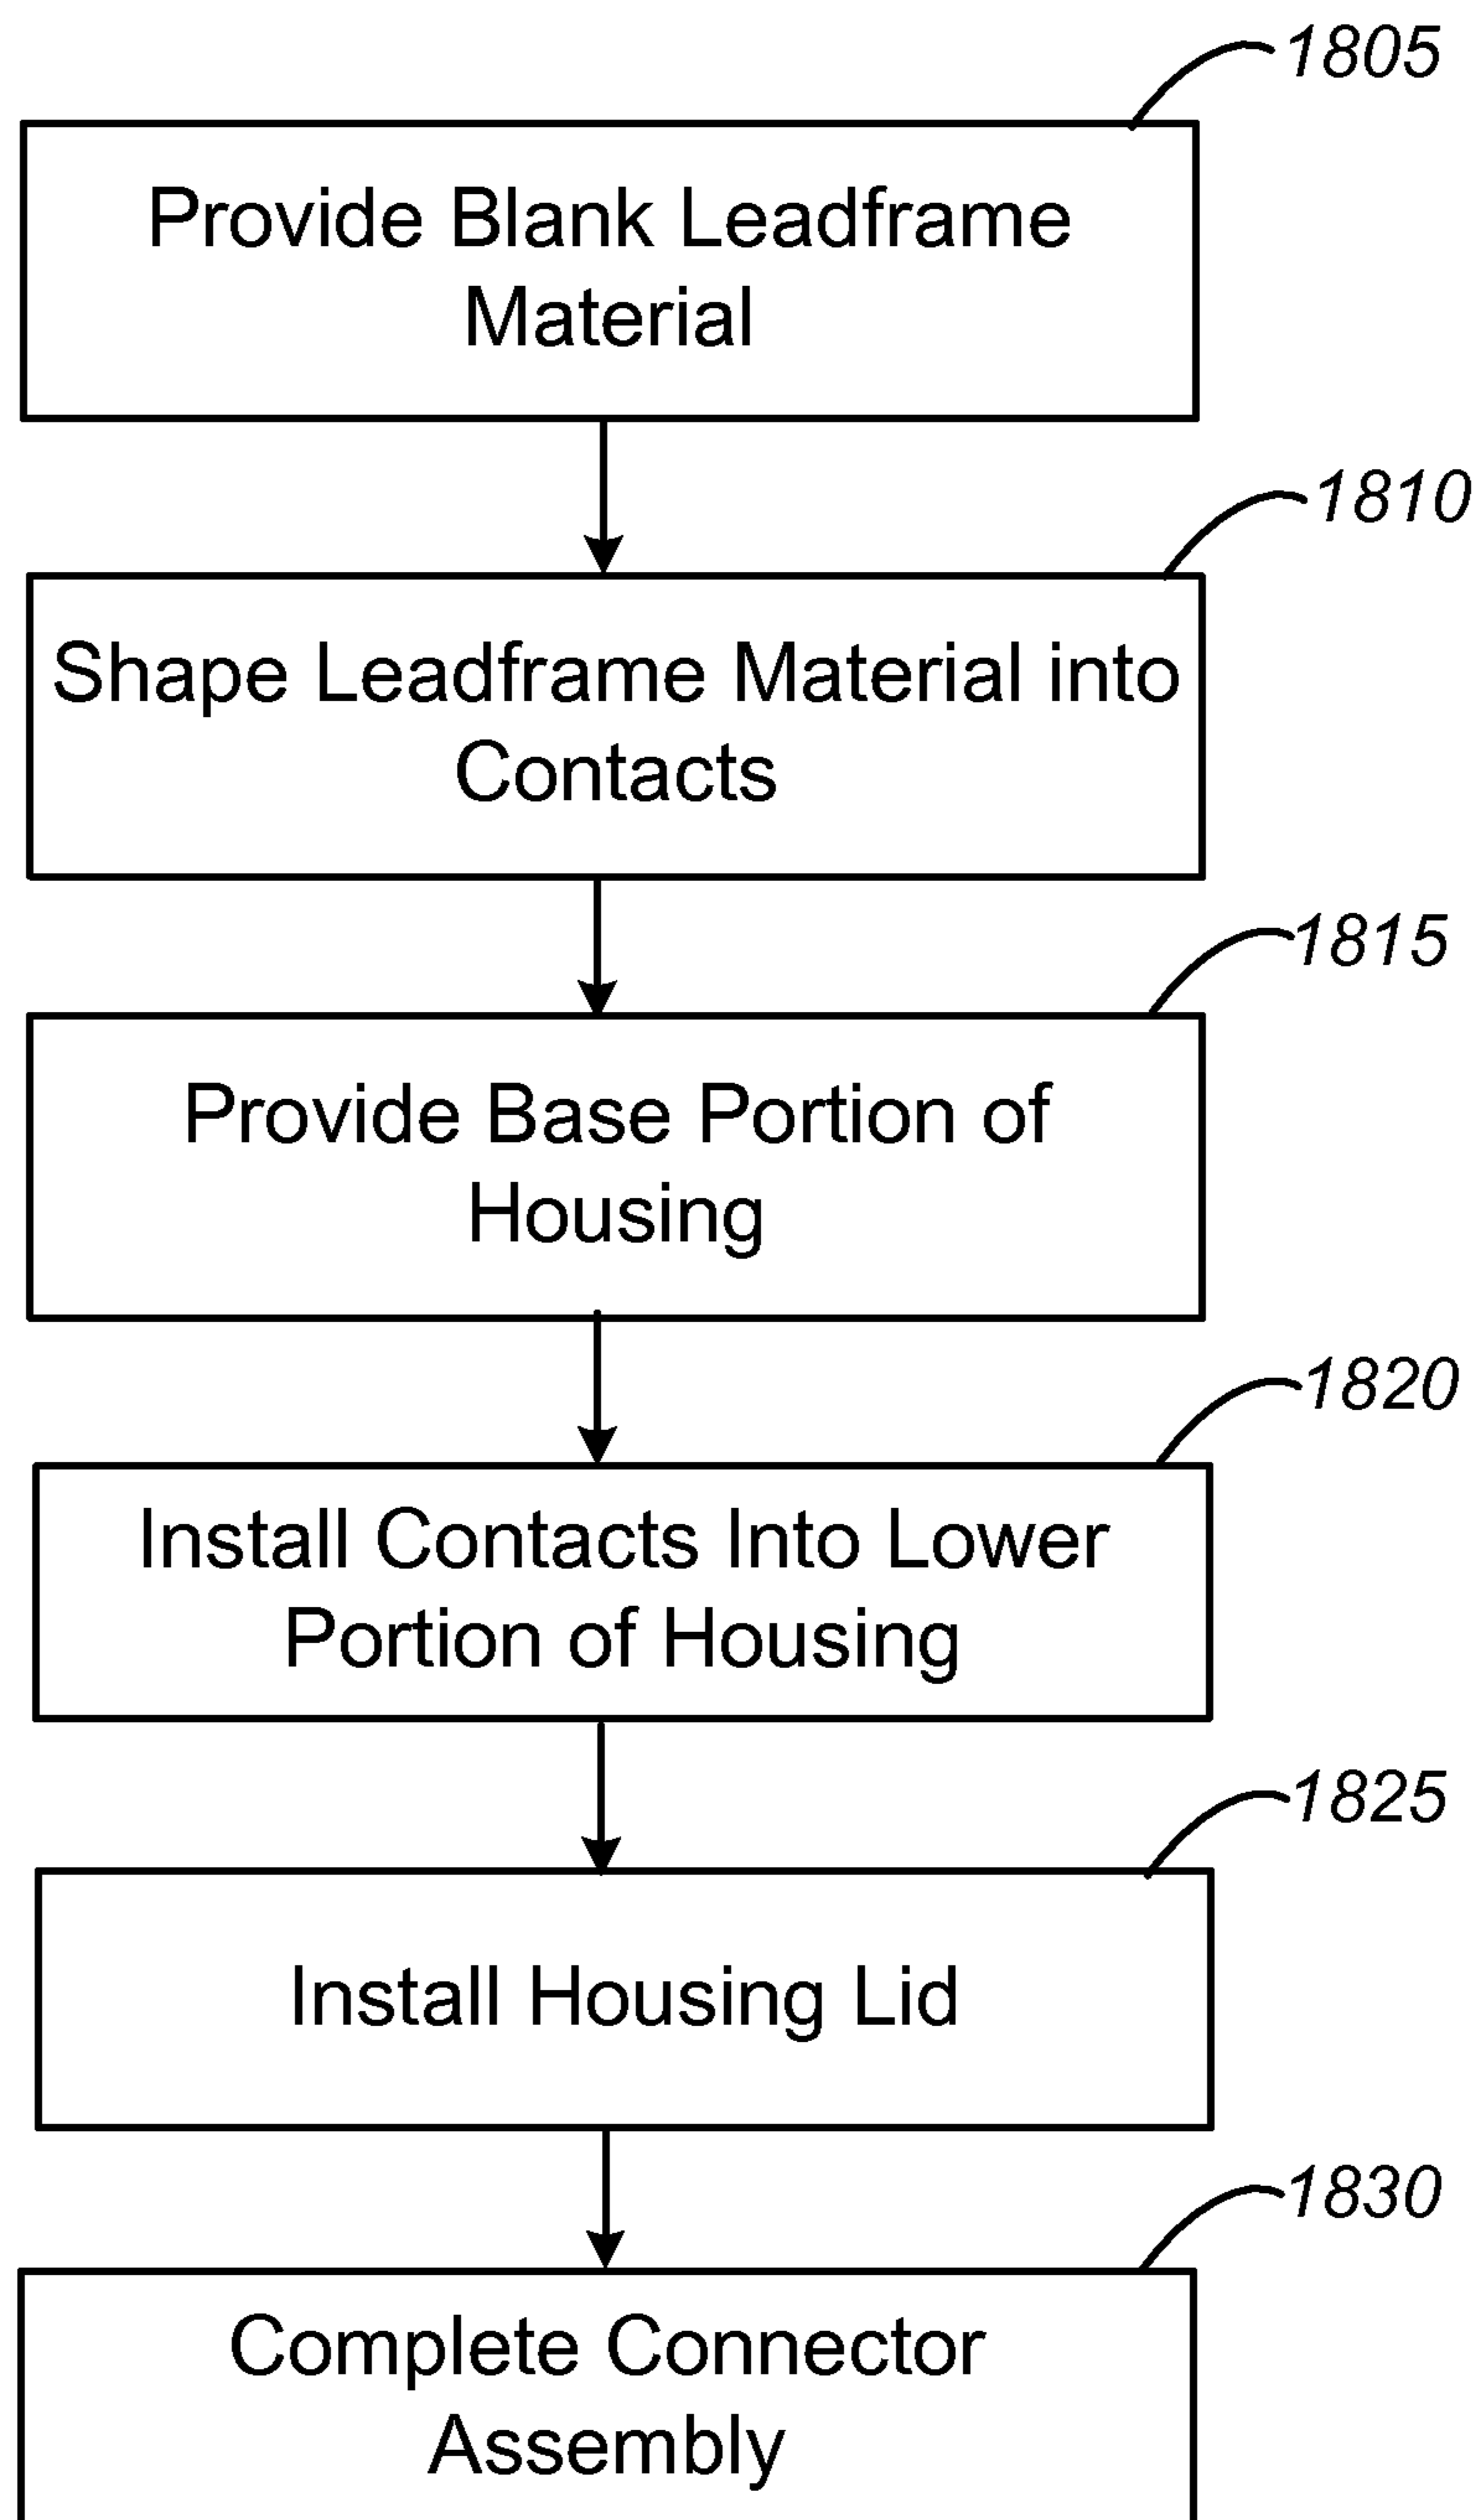 1805
Provide Blank Leadframe
Material
1810
Shape Leadframe Material into
Contacts
1815
Provide Base Portion of
Housing
1820
Install Contacts Into Lower
Portion of Housing
1825
Install Housing Lid
1830
Complete Connector
Assembly